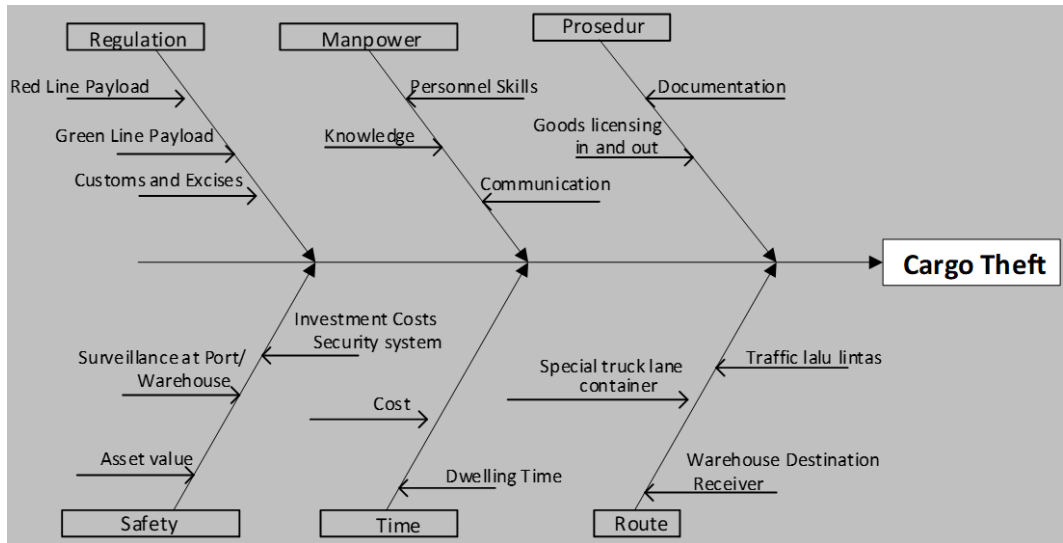 Regulation
Manpower
Prosedur
Red Line Payload
Personnel Skills
Documentation
Green Line Payload
Knowledge
Goods licensing
in and out
Customs and Excises
Communication
Cargo Theft
Investment Costs
Security system
Surveillance at Port/
Warehouse
Special truck lane
container
Traffic lalu lintas
Cost
Asset value
Dwelling Time
Warehouse Destination
Receiver
Safety
Time
Route